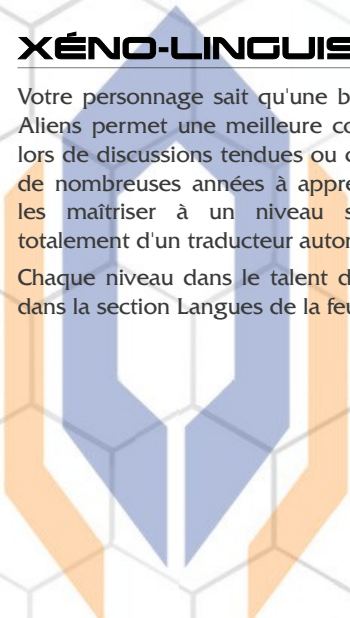 XÉNO-LINGUIS
Votre personnage sait qu'une b
Aliens permet une meilleure co
lors de discussions tendues ou
de nombreuses années à appre
les maîtriser à un niveau s
totalement d'un traducteur auto
Chaque niveau dans le talent d
dans la section Langues de la feu